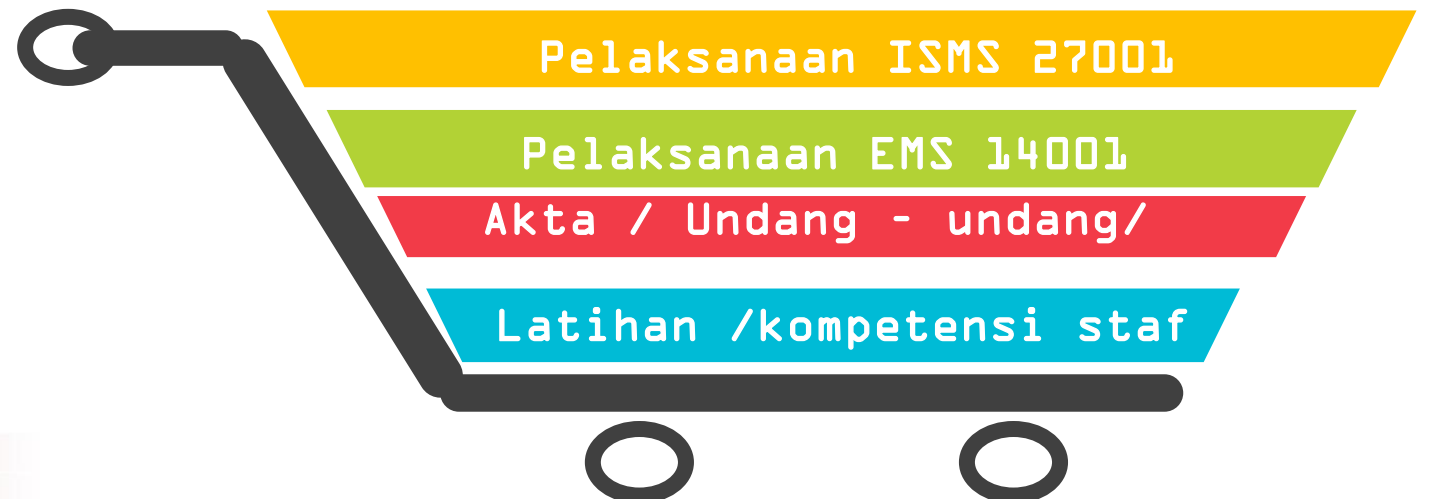 Pelaksanaan ISMS 27001
Pelaksanaan EMS 14001
Akta / Undang - undang/
Latihan /kompetensi staf